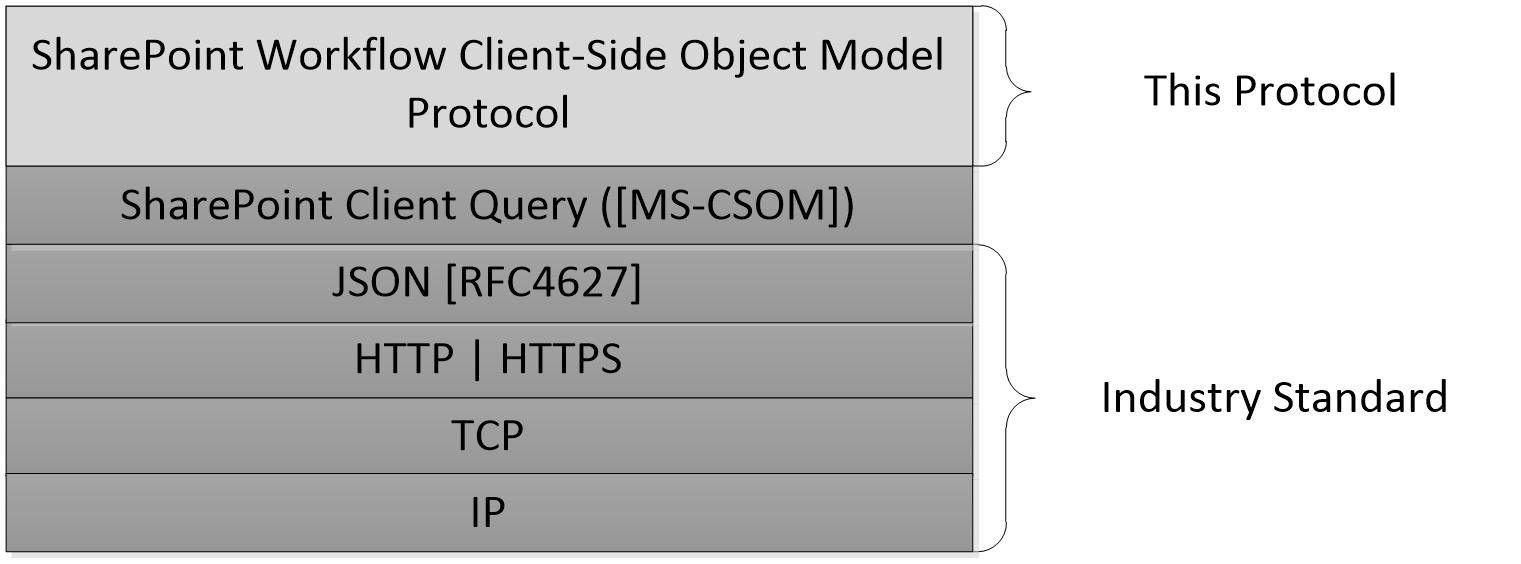 SharePoint Workflow Client-Side Object Model
Protocol
This Protocol
SharePoint Client Query ([MS-CSOM])
JSON [RFC4627]
HTTP | HTTPS
TCP
IP
Industry Standard